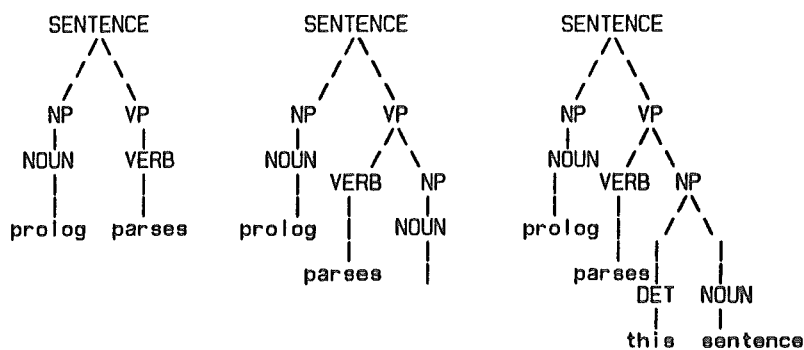 SENTENCE SENTENCE SENTENCE
NP VP NP VP NP VP
NOUN VERB NOUN NOUN
VERB NP VERB NP
prolog parses prolog NOUN prolog
parses parses
DET NOUN
this sentence